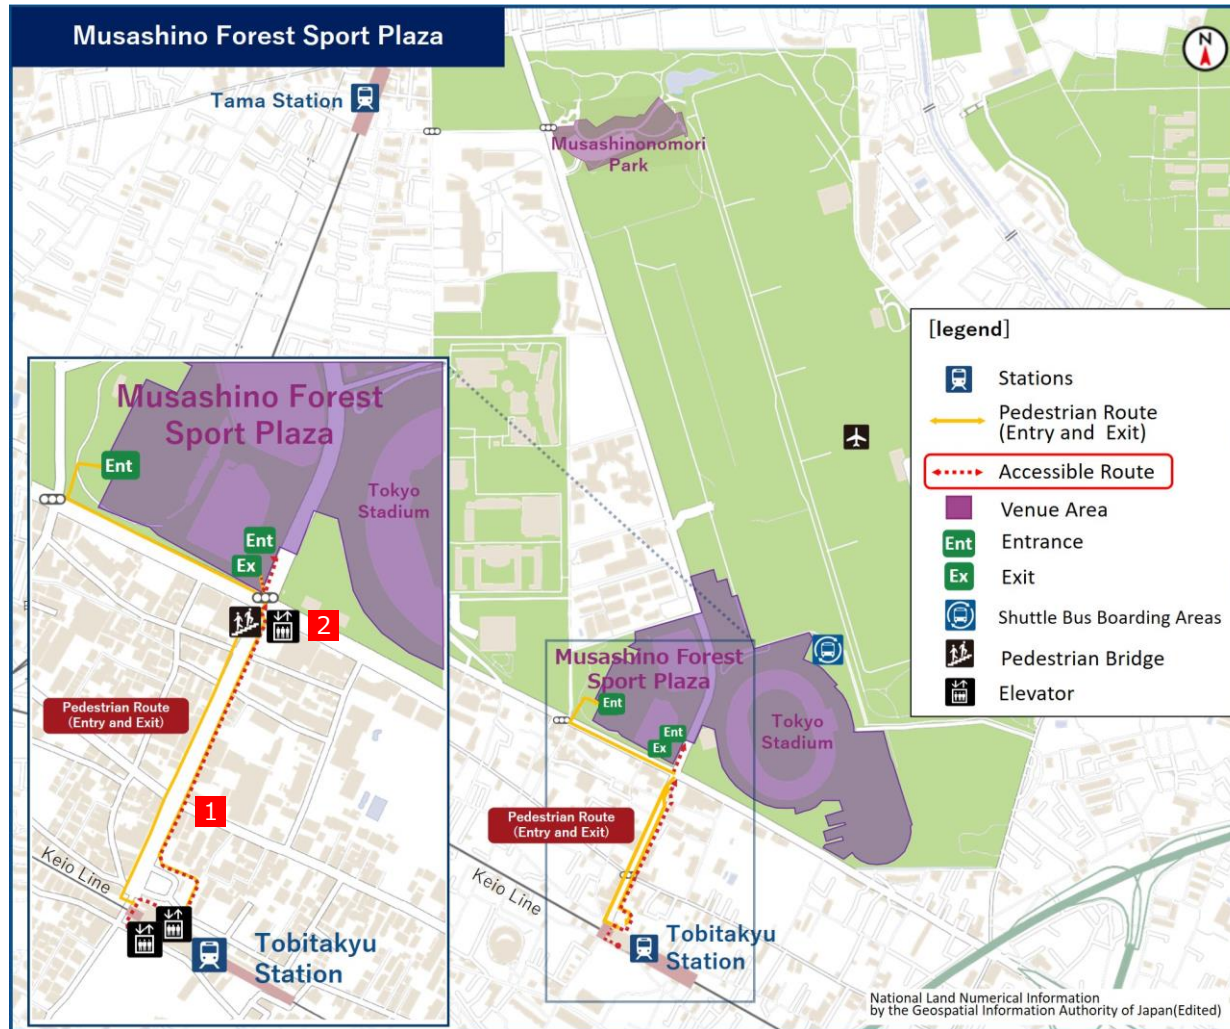 Musashino Forest Sport Plaza
N
Tama Station
Musashinonomori
Park
[legend]
Stations
Pedestrian Route
(Entry and Exit)
Accessible Route
Venue Area
Ent
Entrance
Ex
Exit
Shuttle Bus Boarding Areas
Pedestrian Bridge
Elevator
Musashino Forest
Sport Plaza
Ent
Tokyo
Stadium
Ent
Ex
2
Pedestrian Route
(Entry and Exit)
1
Keio Line
Tobitakyu
Station
Musashino Forest
Sport Plaza
Ent
Tokyo
Stadium
Ent
Ex
Pedestrian Route
(Entry and Exit)
Keio Line
Tobitakyu
Station
National Land Numerical Information
by the Geospatial Information Authority of Japan(Edited)